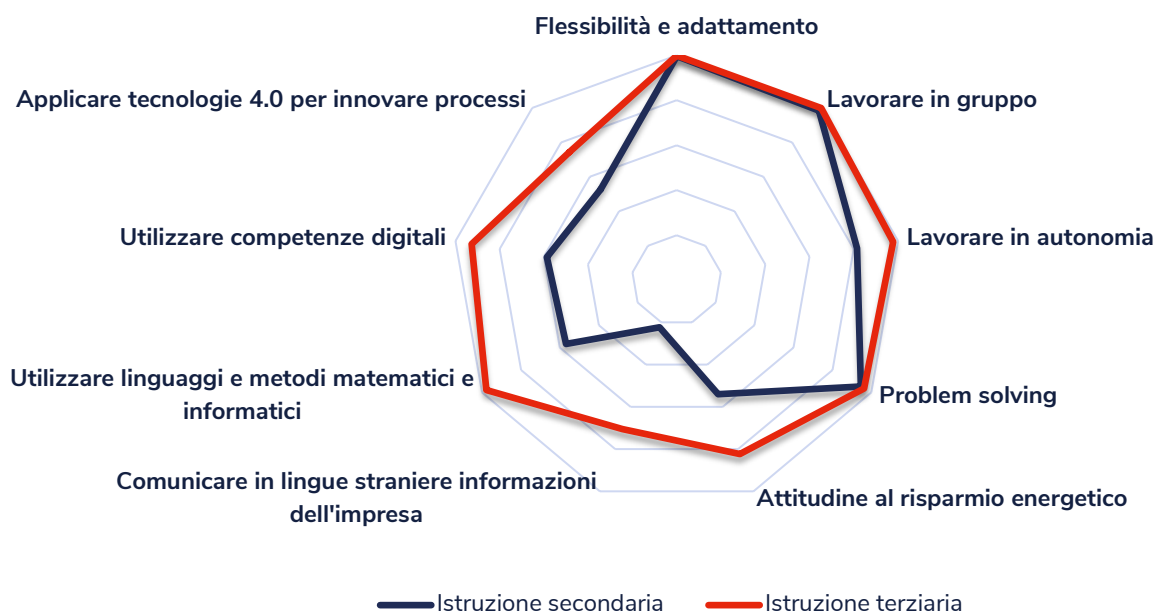 Flessibilità e adattamento
Applicare tecnologie 4.0 per innovare processi
Lavorare in gruppo
Utilizzare competenze digitali
Lavorare in autonomia
Utilizzare linguaggi e metodi matematici e
informatici
Problem solving
Comunicare in lingue straniere informazioni
dell'impresa
Attitudine al risparmio energetico
Istruzione secondaria
Istruzione terziaria